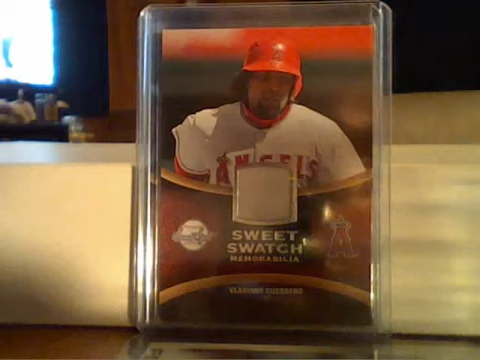 ANGELS
SWEET
SWATCH
MEMORABILIA
VLADIMIR GUERRERO